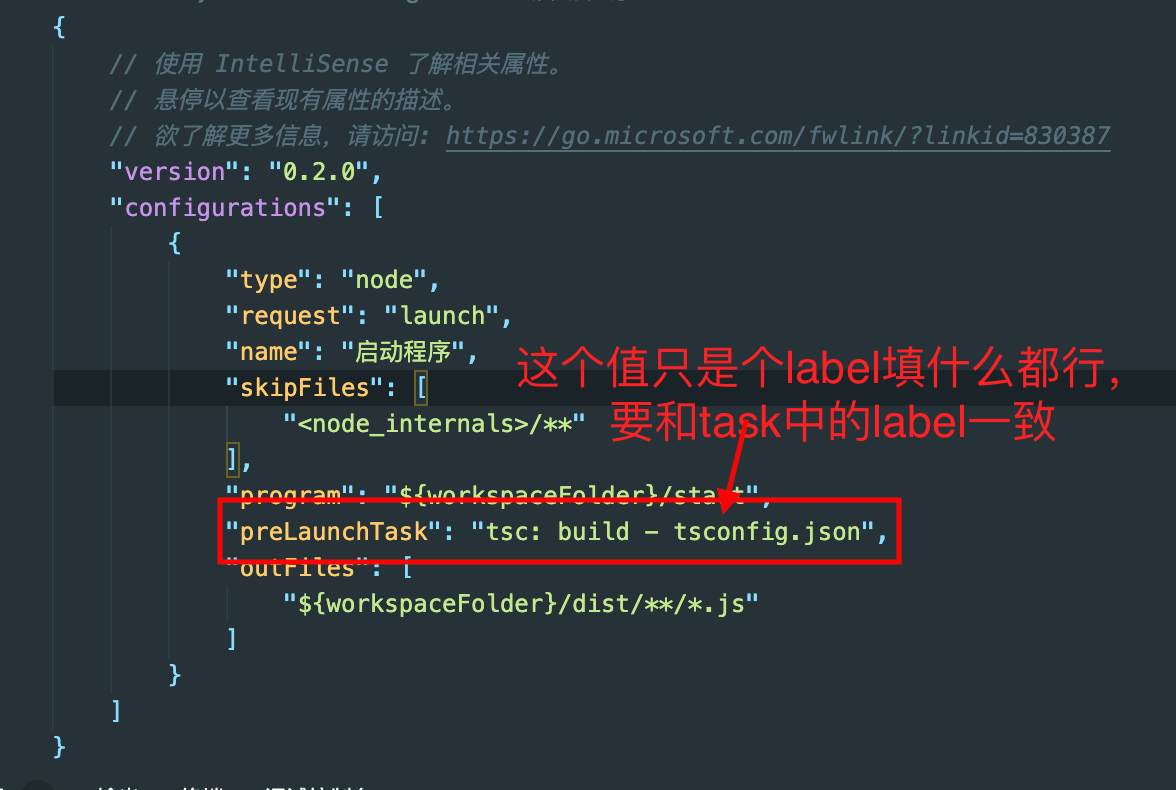 {
// 使用 IntelliSense 了解相关属性。
// 悬停以查看现有属性的描述。
// 欲了解更多信息，请访问: https://go.microsoft.com/fwlink/?linkid=830387
"version": "0.2.0",
"configurations": [
{
"type": "node",
"request": "launch",
"name": "启动程序",
这个值只是个label填什么都行，
"skipFiles": [
"<node_internals>/**"
要和task中的label一致
],
"program": "${workspaceFolder}/start",
"preLaunchTask": "tsc: build - tsconfig.json",
"outFiles": [
"${workspaceFolder}/dist/**/*.js"
]
}
]
}